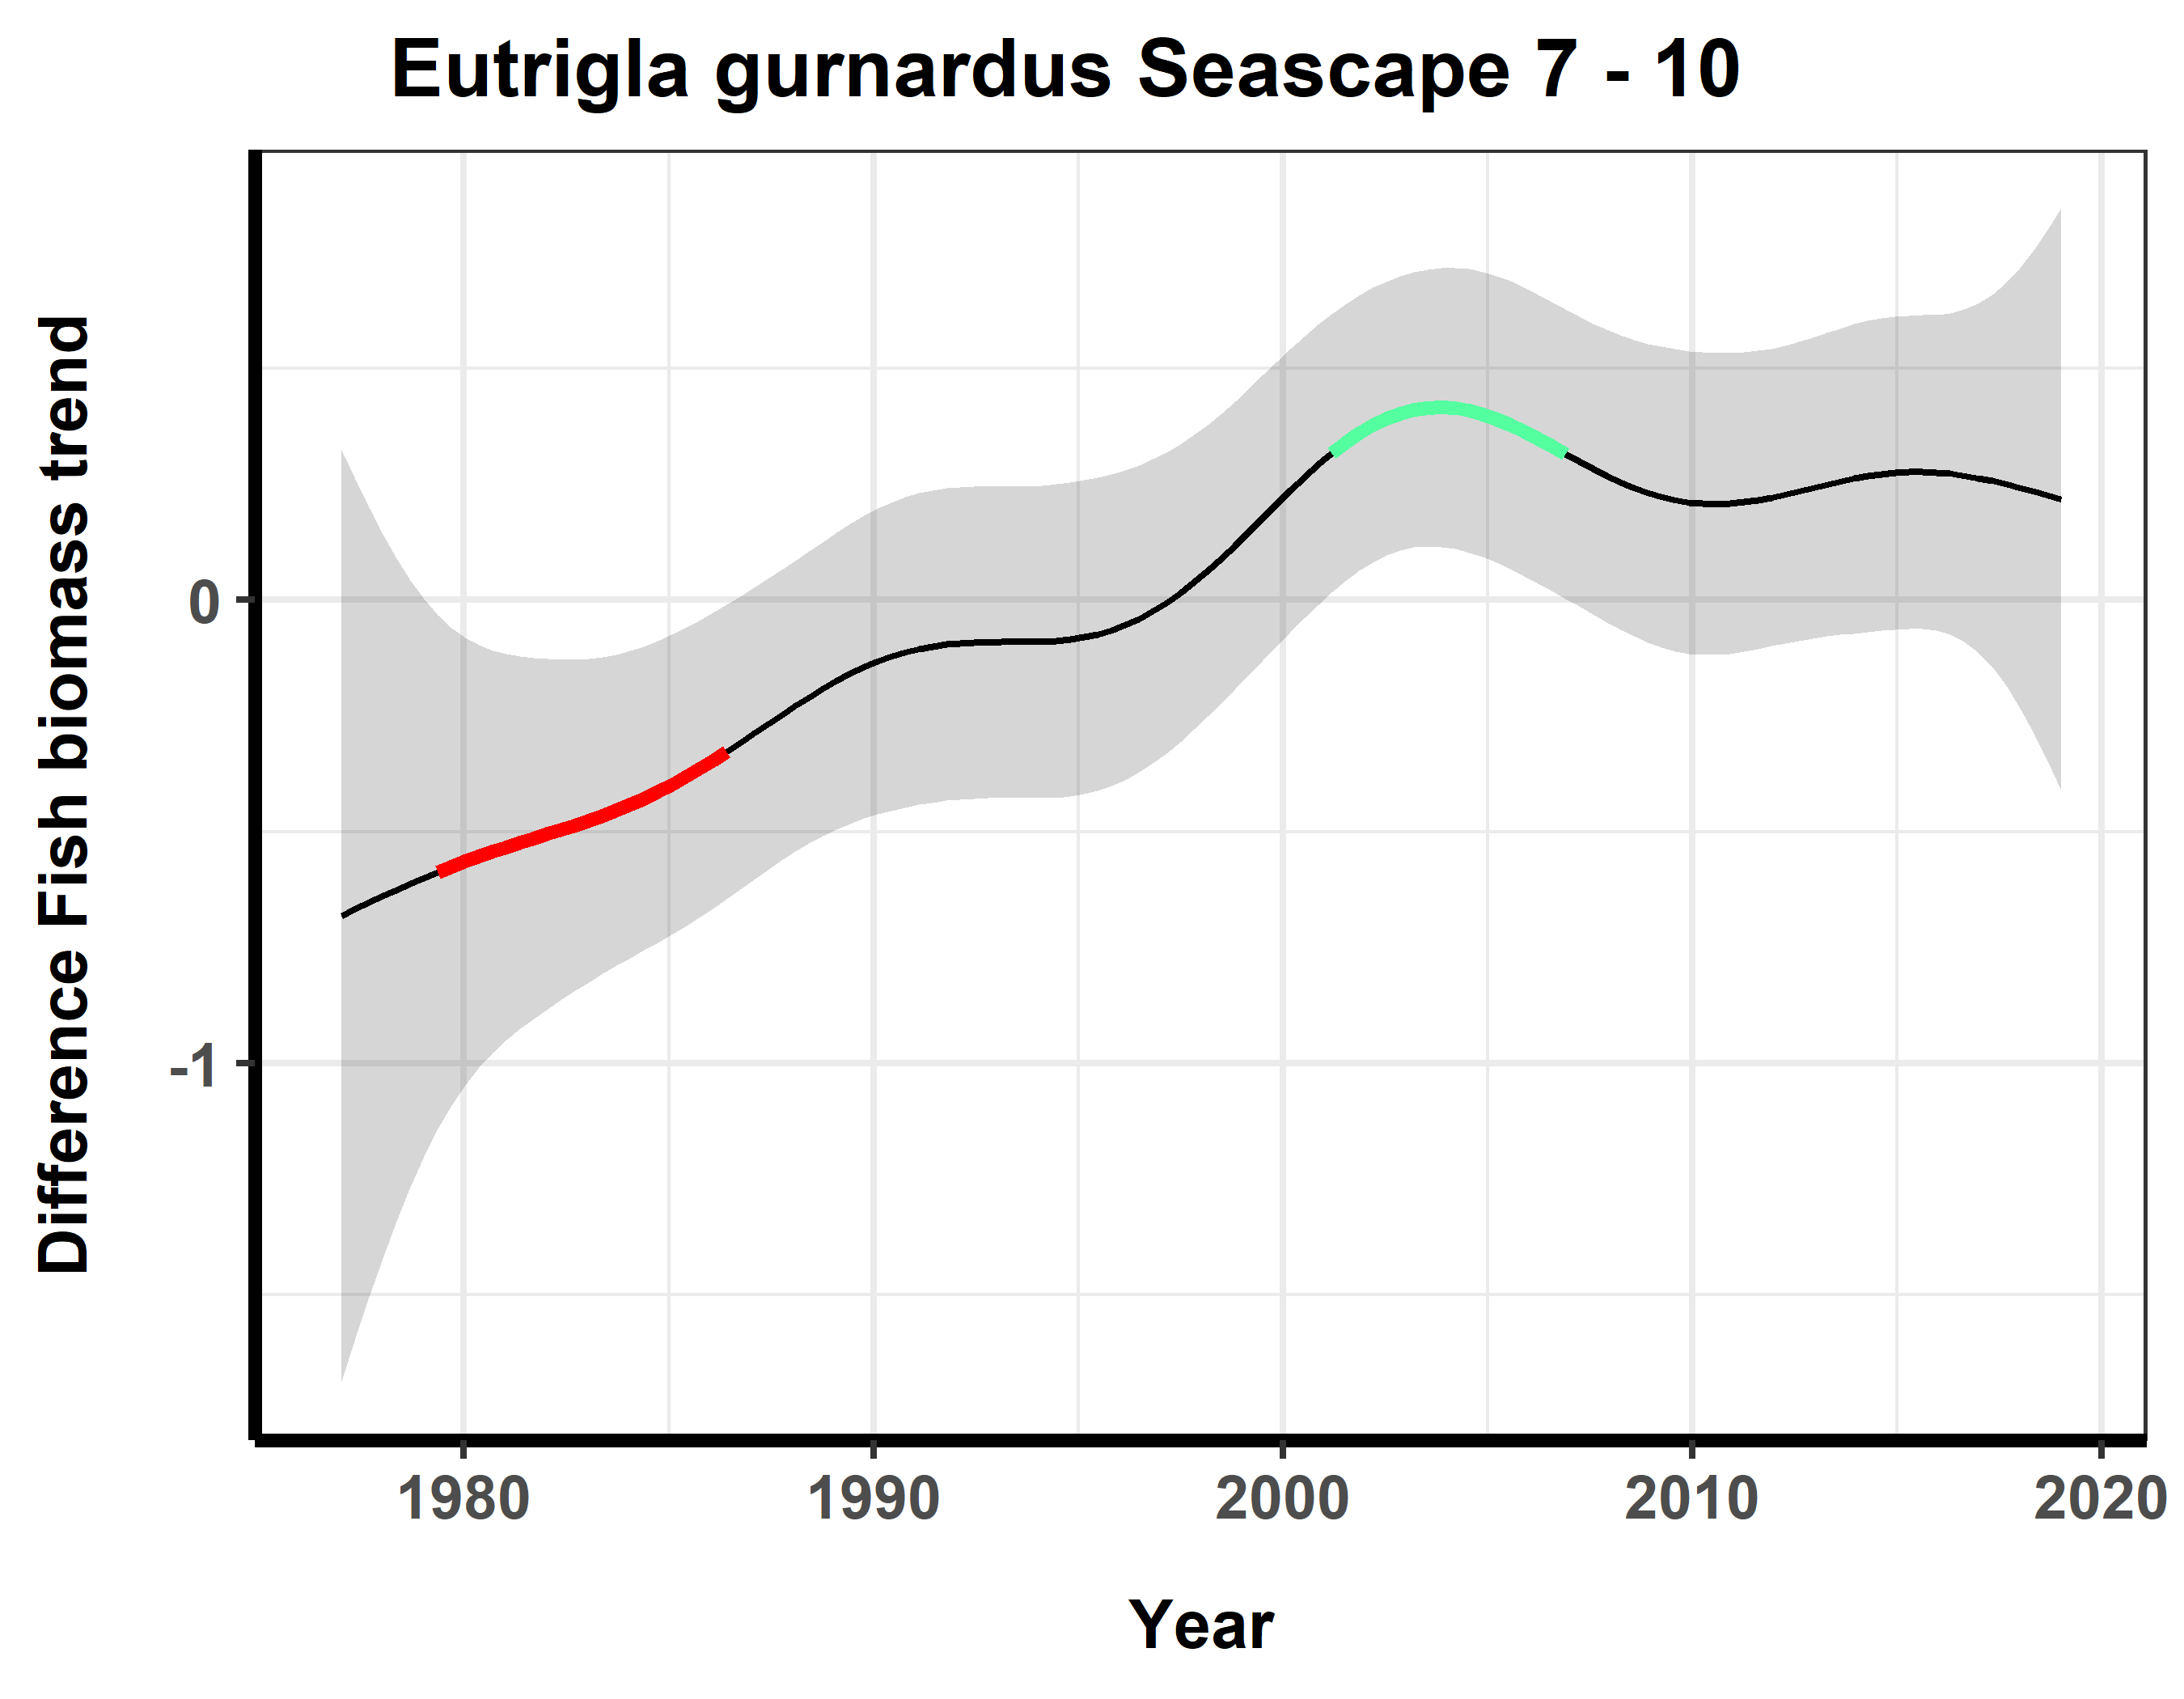 Eutrigla gurnardus Seascape 7 - 10
Difference Fish biomass trend
0
-1
1980
1990
2000
2010
2020
Year